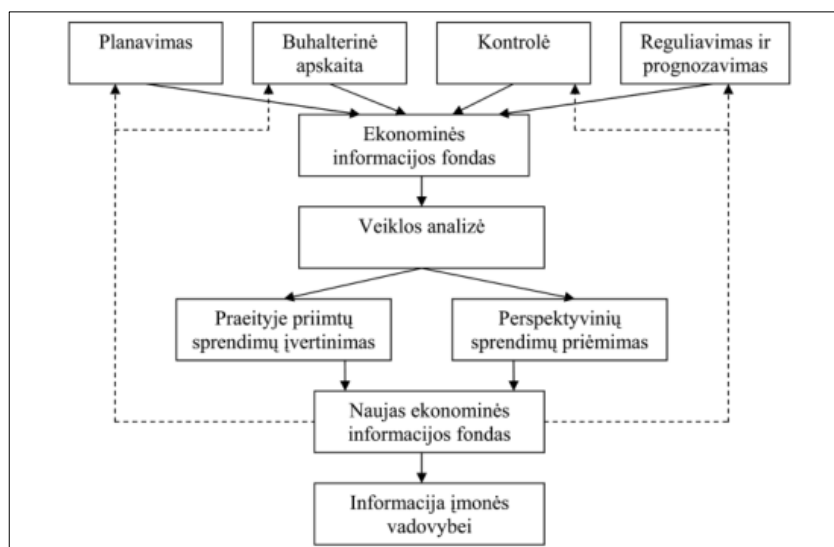 Planavimas
Buhalterinė
apskaita
Kontrolė
Reguliavimas ir
prognozavimas
Ekonominės
informacijos fondas
Veiklos analizė
Praeityje priimtų
sprendimų įvertinimas
Perspektyvinių
sprendimų priėmimas
Naujas ekonominės
informacijos fondas
Informacija įmonės
vadovybei